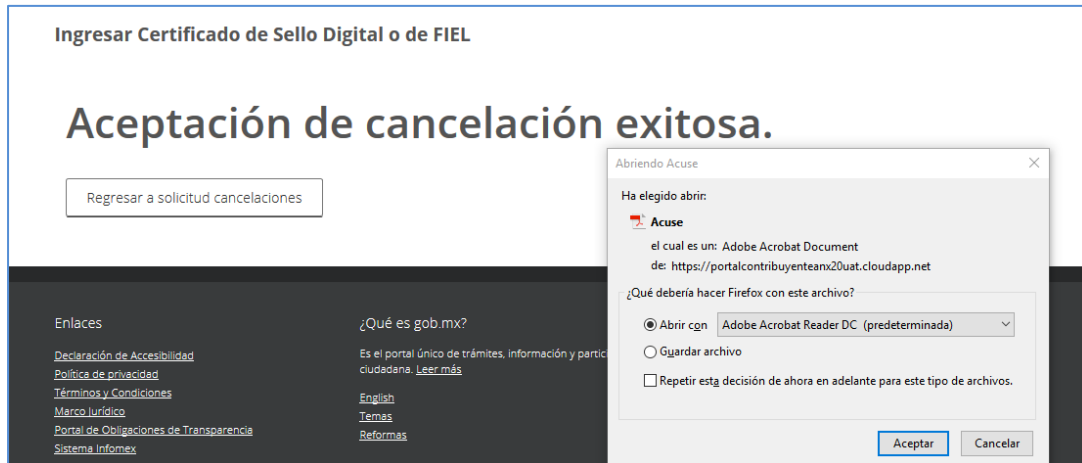 Ingresar Certificado de Sello Digital o de FIEL
Aceptación de cancelación exitosa.
Regresar a solicitud cancelaciones
Abriendo Acuse
Ha elegido abrir:
Acuse
el cual es un: Adobe Acrobat Document
de: https://portalcontribuyenteanx20uat.cloudapp.net
¿Qué debería hacer Firefox con este archivo?
Abrir con Adobe Acrobat Reader DC (predeterminada)
Guardar archivo
Repetir esta decisión de ahora en adelante para este tipo de archivos.
Aceptar Cancelar
Enlaces
Declaración de Accesibilidad
Política de privacidad
Términos y Condiciones
Marco Jurídico
Portal de Obligaciones de Transparencia
Sistema Infomex
¿Qué es gob.mx?
Es el portal único de trámites, información y partici
ciudadana. Leer más
English
Temas
Reformas